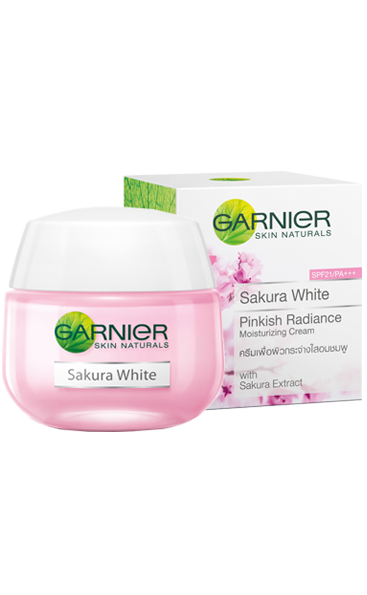 GARNIER
SKIN NATURALS
Sakura White
GARNIER
SKIN NATURALS
SPF21/PA+++
Sakura White
Pinkish Radiance
Moisturizing Cream
ครีมเพื่อผิวกระจ่างใสอมชมพู
with
Sakura Extract